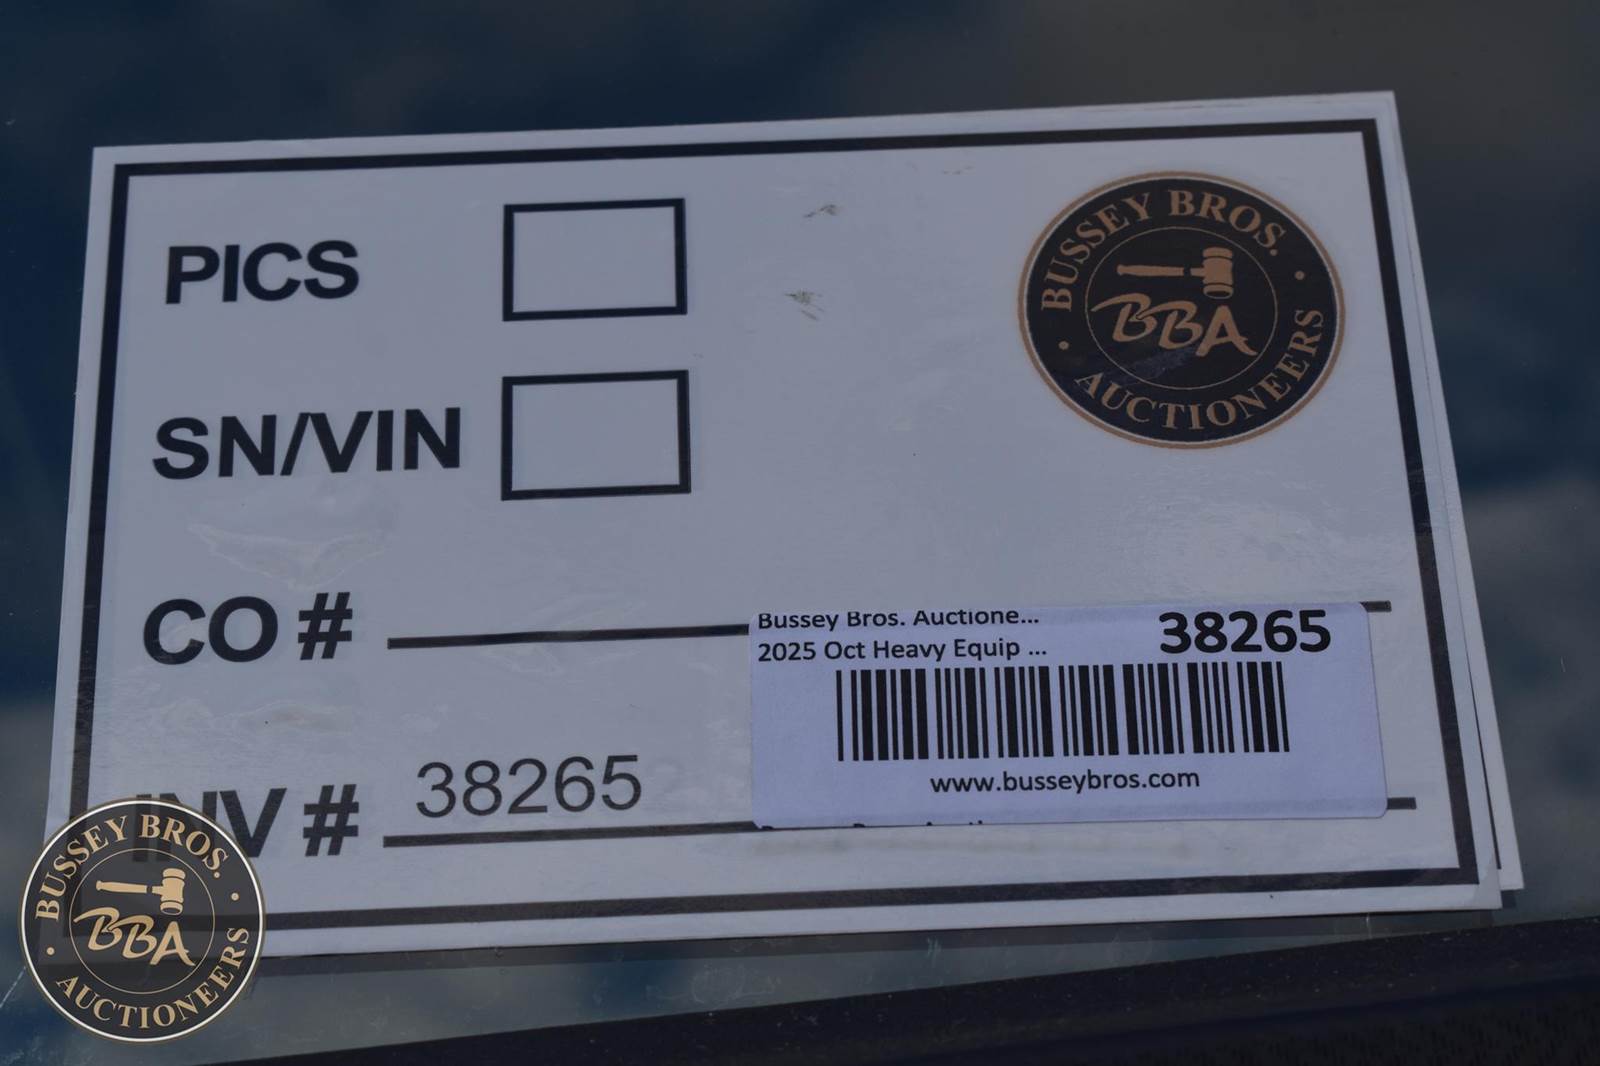 PICS
BUSSEY BROS.
BBA
AUCTIONEERS
SN/VIN
CO #
Bussey Bros. Auctione...
38265
2025 Oct Heavy Equip ...
www.busseybros.com
INV # 38265
BUSSEY BROS.
BBA
AUCTIONEERS